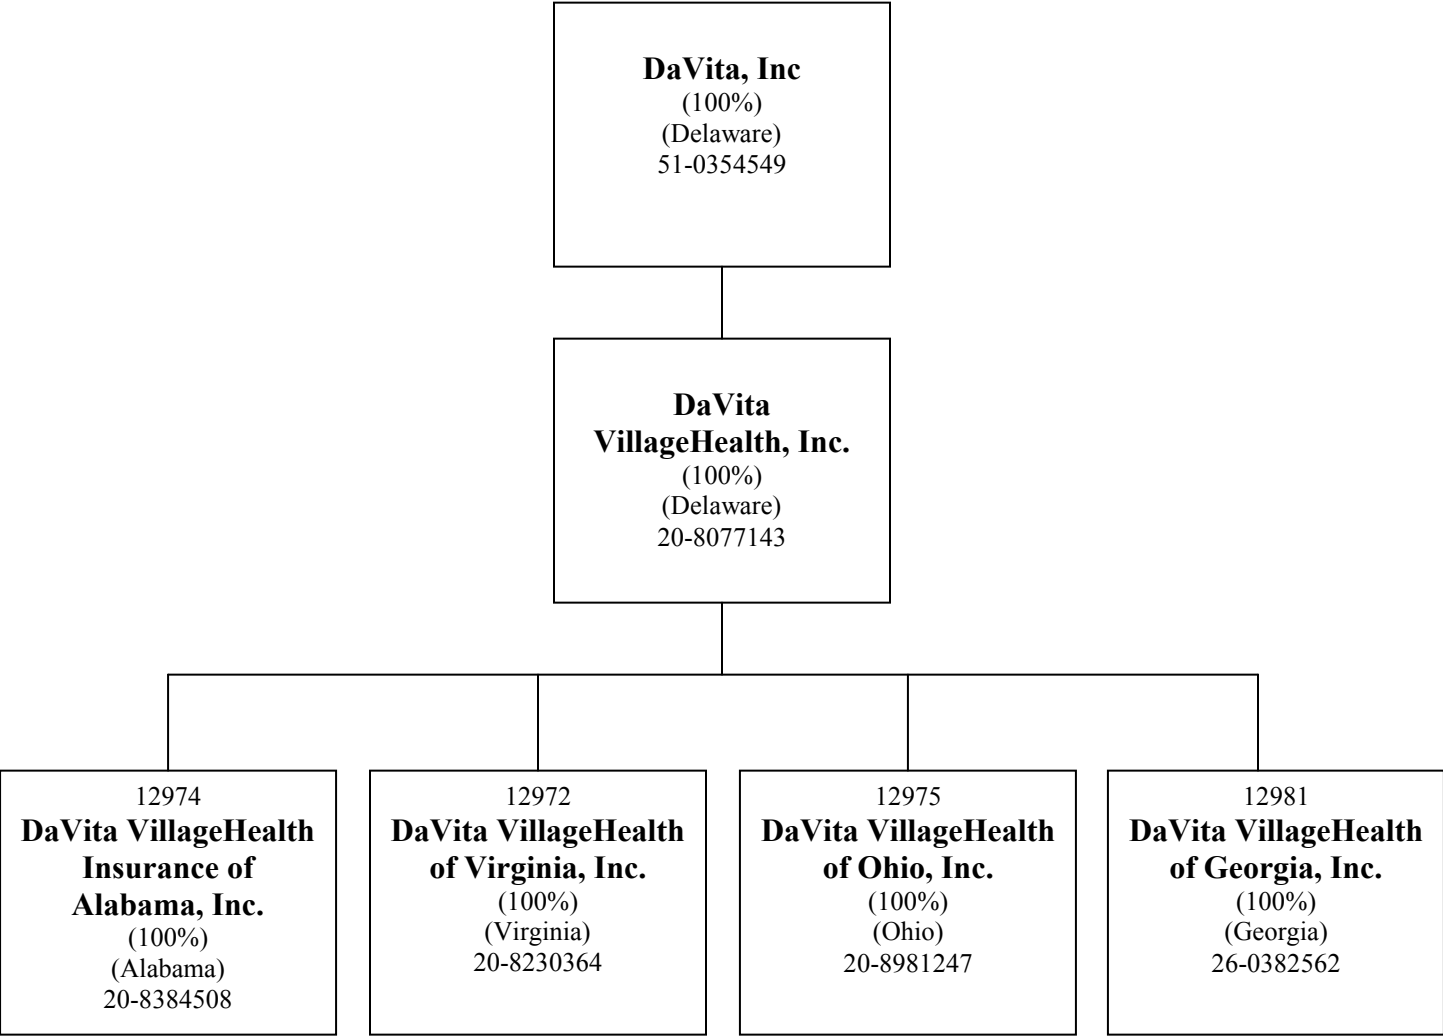 DaVita, Inc
(100%)
(Delaware)
51-0354549
DaVita
VillageHealth, Inc.
(100%)
(Delaware)
20-8077143
12974
DaVita VillageHealth
Insurance of
Alabama, Inc.
(100%)
(Alabama)
20-8384508
12972
DaVita VillageHealth
of Virginia, Inc.
(100%)
(Virginia)
20-8230364
12975
DaVita VillageHealth
of Ohio, Inc.
(100%)
(Ohio)
20-8981247
12981
DaVita VillageHealth
of Georgia, Inc.
(100%)
(Georgia)
26-0382562